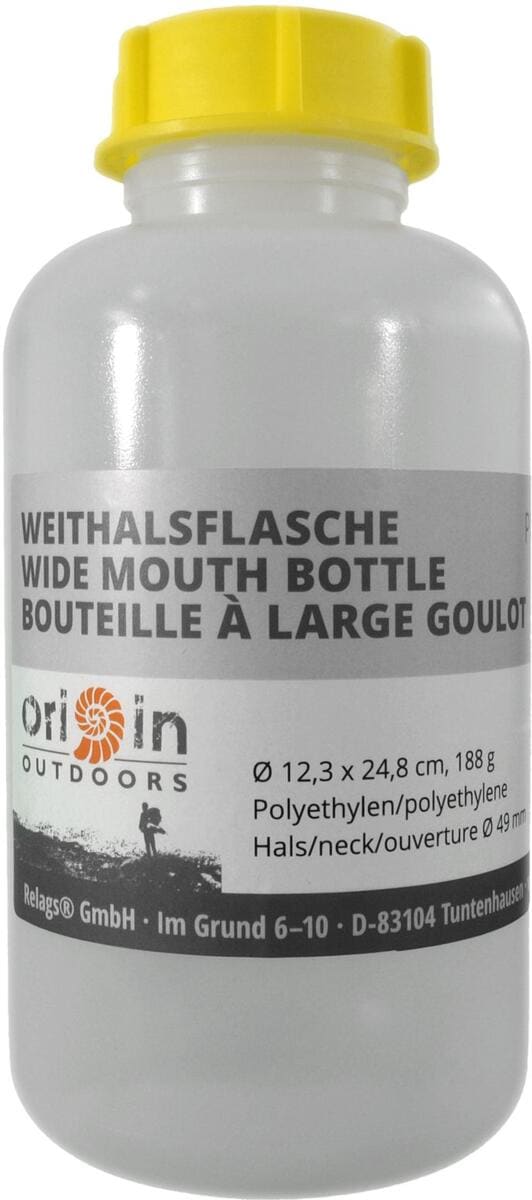 WEITHALSFLASCHE
WIDE MOUTH BOTTLE
BOUTEILLE À LARGE GOULOT
origin
OUTDOORS
Ø 12,3 x 24,8 cm, 188 g
Polyethylen/polyethylene
Hals/neck/ouverture Ø 49 mm
Relags® GmbH · Im Grund 6–10 · D-83104 Tuntenhausen